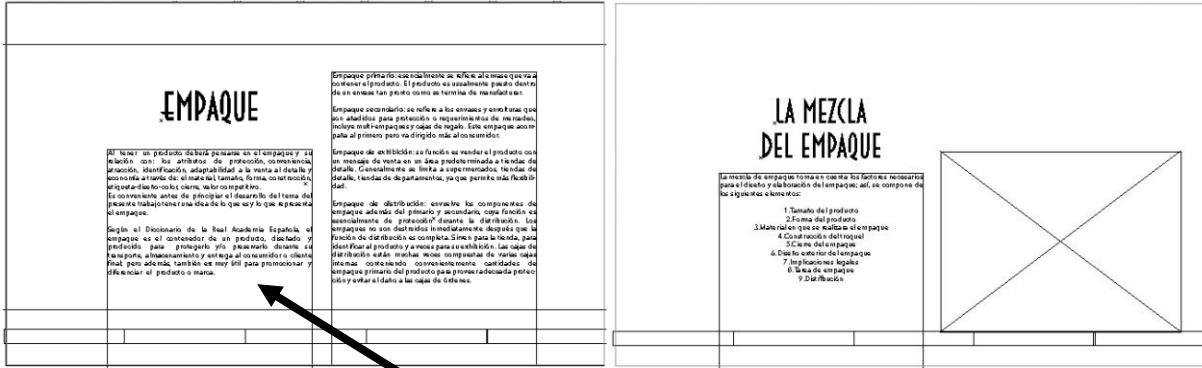 EMPAQUE
Al tener un producto deberá pensarse en el empaque y su
relación con: los atributos de protección, conveniencia,
atracción, identificación, adaptabilidad a la venta al detalle y
economía a través de: el material, tamaño, forma, construcción,
etiqueta-diseño-color, cierre, valor competitivo.
Es conveniente antes de principiar el desarrollo del tema del
presente trabajo tener una idea de lo que es y lo que representa
el empaque.
Según el Diccionario de la Real Academia Española, el
empaque es el contenedor de un producto, diseñado y
producido para protegerlo y/o preservarlo durante su
transporte, almacenamiento y entrega al consumidor o cliente
final; pero además, también es muy útil para promocionar y
diferenciar el producto o marca.
Empaque primario: esencialmente se refiere al envase que va a
contener el producto. El producto es usualmente puesto dentro
de un envase tan pronto como se termina de manufacturar.
Empaque secundario: se refiere a los envases y envolturas que
son añadidos para protección o requerimientos de mercadeo,
incluye multi-empaques y cajas de regalo. Este empaque acom-
paña al primero pero va dirigido más al consumidor.
Empaque de exhibición: su función es vender el producto con
un mensaje de venta en un área predeterminada a tiendas de
detalle. Generalmente se limita a supermercados, tiendas de
detalle, tiendas de departamentos, ya que permite más flexibili-
dad.
Empaque de distribución: envuelve los componentes de
empaque además del primario y secundario, cuya función es
esencialmente de protección durante la distribución. Los
empaques no son destruidos inmediatamente después que la
función de distribución es completa. Sirven para la tienda, para
identificar al producto y a veces para su exhibición. Las cajas de
distribución están muchas veces compuestas de varias cajas
internas conteniendo convenientemente cantidades de
empaque primario del producto para proveer adecuada protec-
ción y evitar el daño a las cajas de órdenes.
LA MEZCLA
DEL EMPAQUE
La mezcla de empaque toma en cuenta los factores necesarios
para el diseño y elaboración del empaque; así, se compone de
los siguientes elementos:
1.Tamaño del producto
2.Forma del producto
3.Material en que se realizara el empaque
4.Construcción del troquel
5.Cierre del empaque
6.Diseño exterior del empaque
7.Implicaciones legales
8.Tarea de empaque
9.Distribución